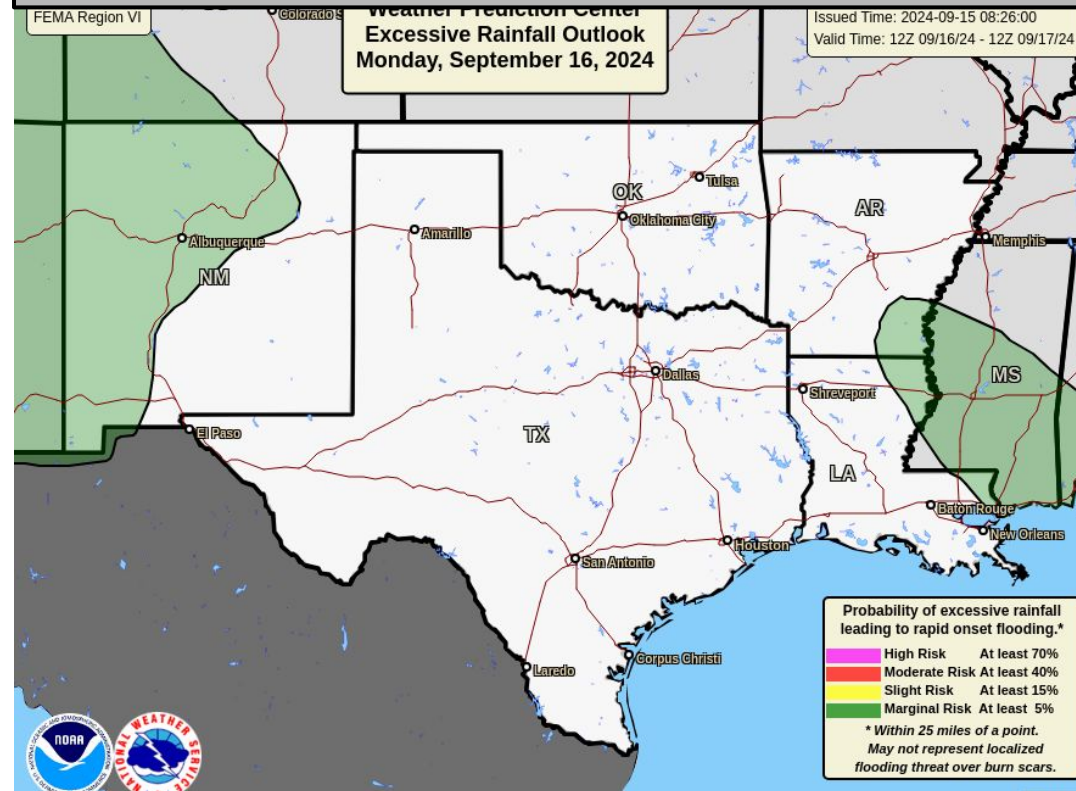 FEMA Region VI
Weather Prediction Center
Excessive Rainfall Outlook
Monday, September 16, 2024
Issued Time: 2024-09-15 08:26:00
Valid Time: 12Z 09/16/24 - 12Z 09/17/24
Colorado S
Tulsa
OK
Oklahoma City
AR
Amarillo
Albuquerque
Memphis
NM
Dallas
MS
Shreveport
El Paso
TX
LA
Baton Rouge
New Orleans
Houston
San Antonio
Corpus Christi
Laredo
Probability of excessive rainfall
leading to rapid onset flooding.*
High Risk At least 70%
Moderate Risk At least 40%
Slight Risk At least 15%
Marginal Risk At least 5%
* Within 25 miles of a point.
May not represent localized
flooding threat over burn scars.
NOAA
NATIONAL WEATHER SERVICE